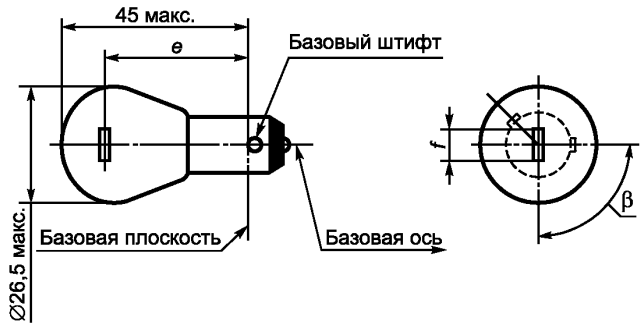 45 макс.
e
Базовый штифт
f
β
Базовая плоскость
Базовая ось
Ø26,5 макс.